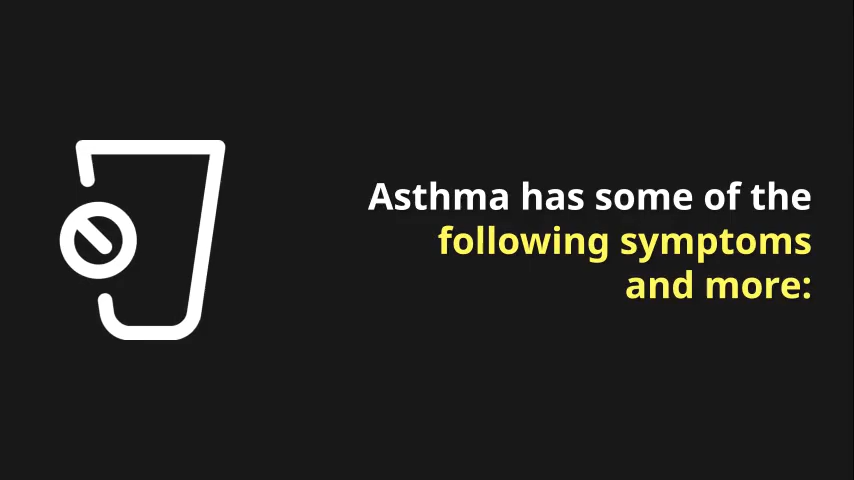 Asthma has some of the
following symptoms
and more: